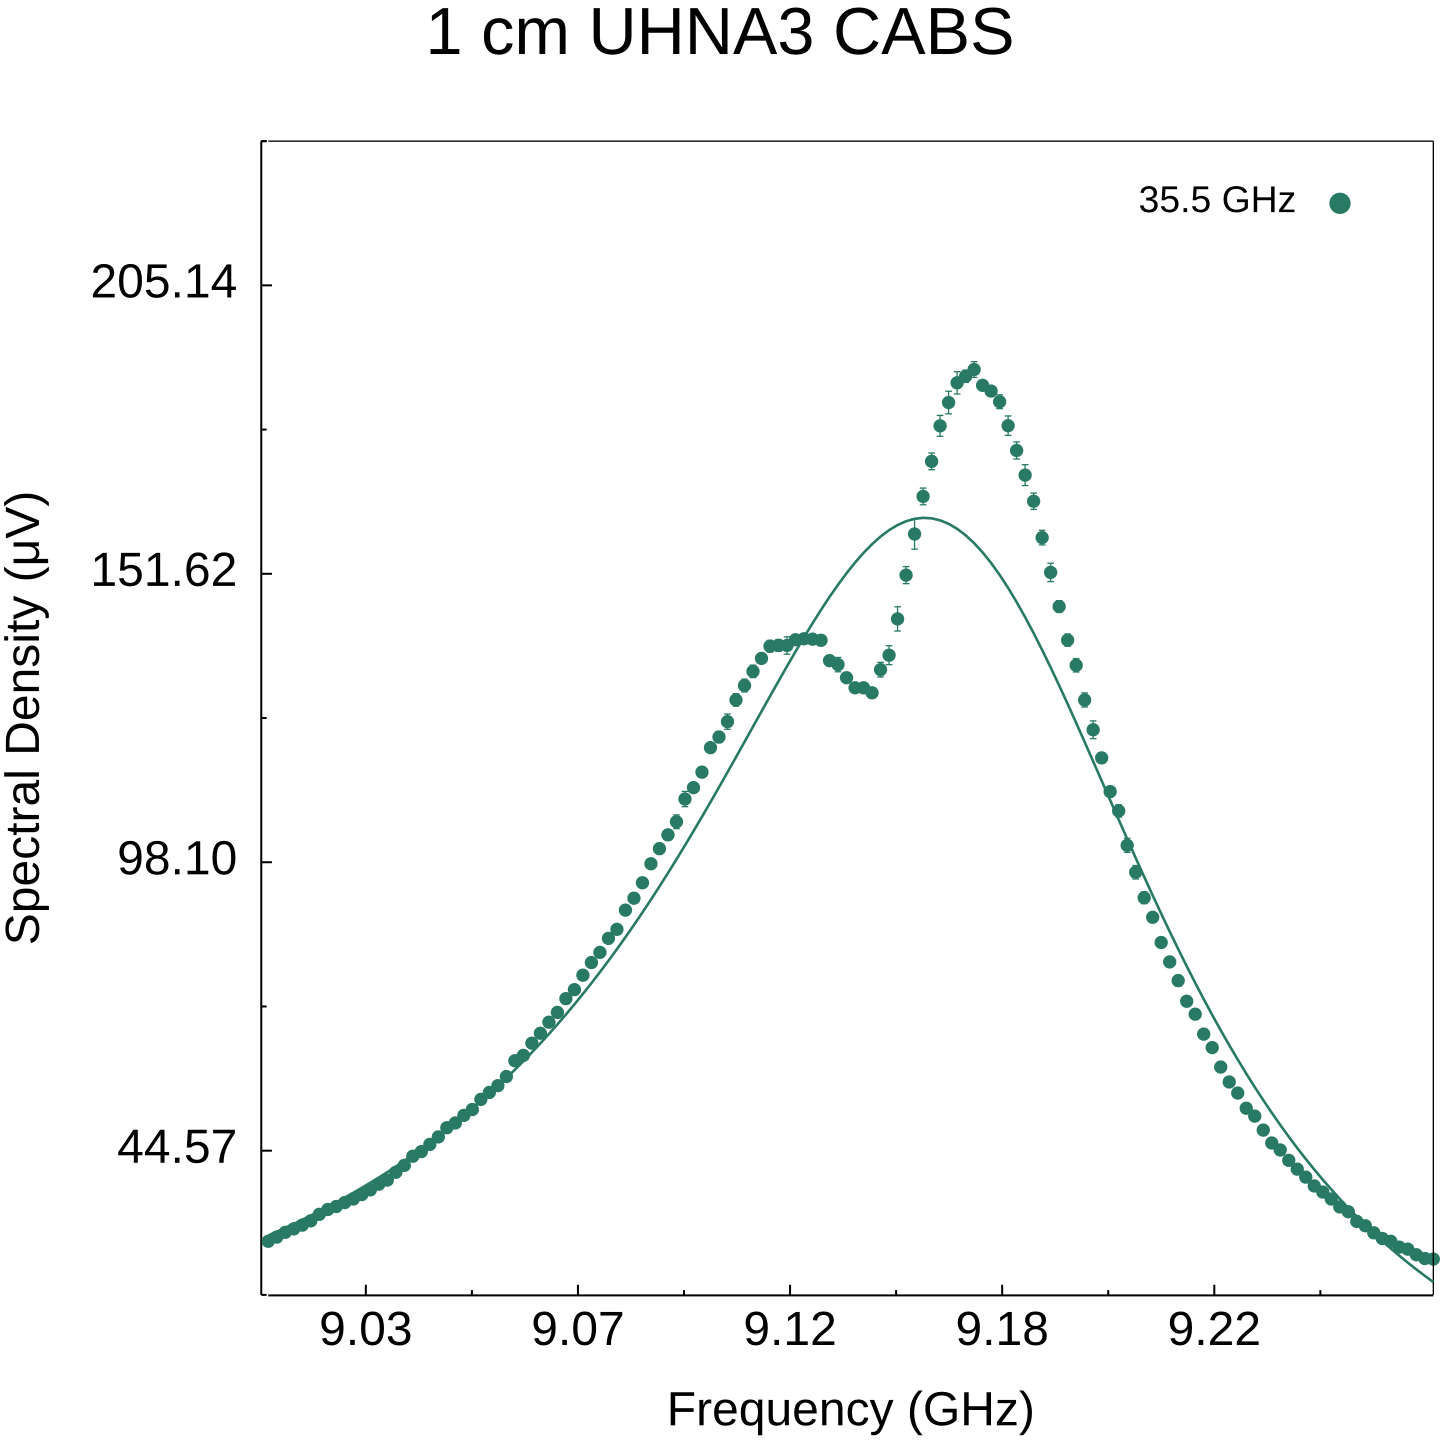 1 cm UHNA3 CABS
35.5 GHz
205.14
151.62
98.10
44.57
Spectral Density (μV)
9.03 9.07 9.12 9.18 9.22
Frequency (GHz)